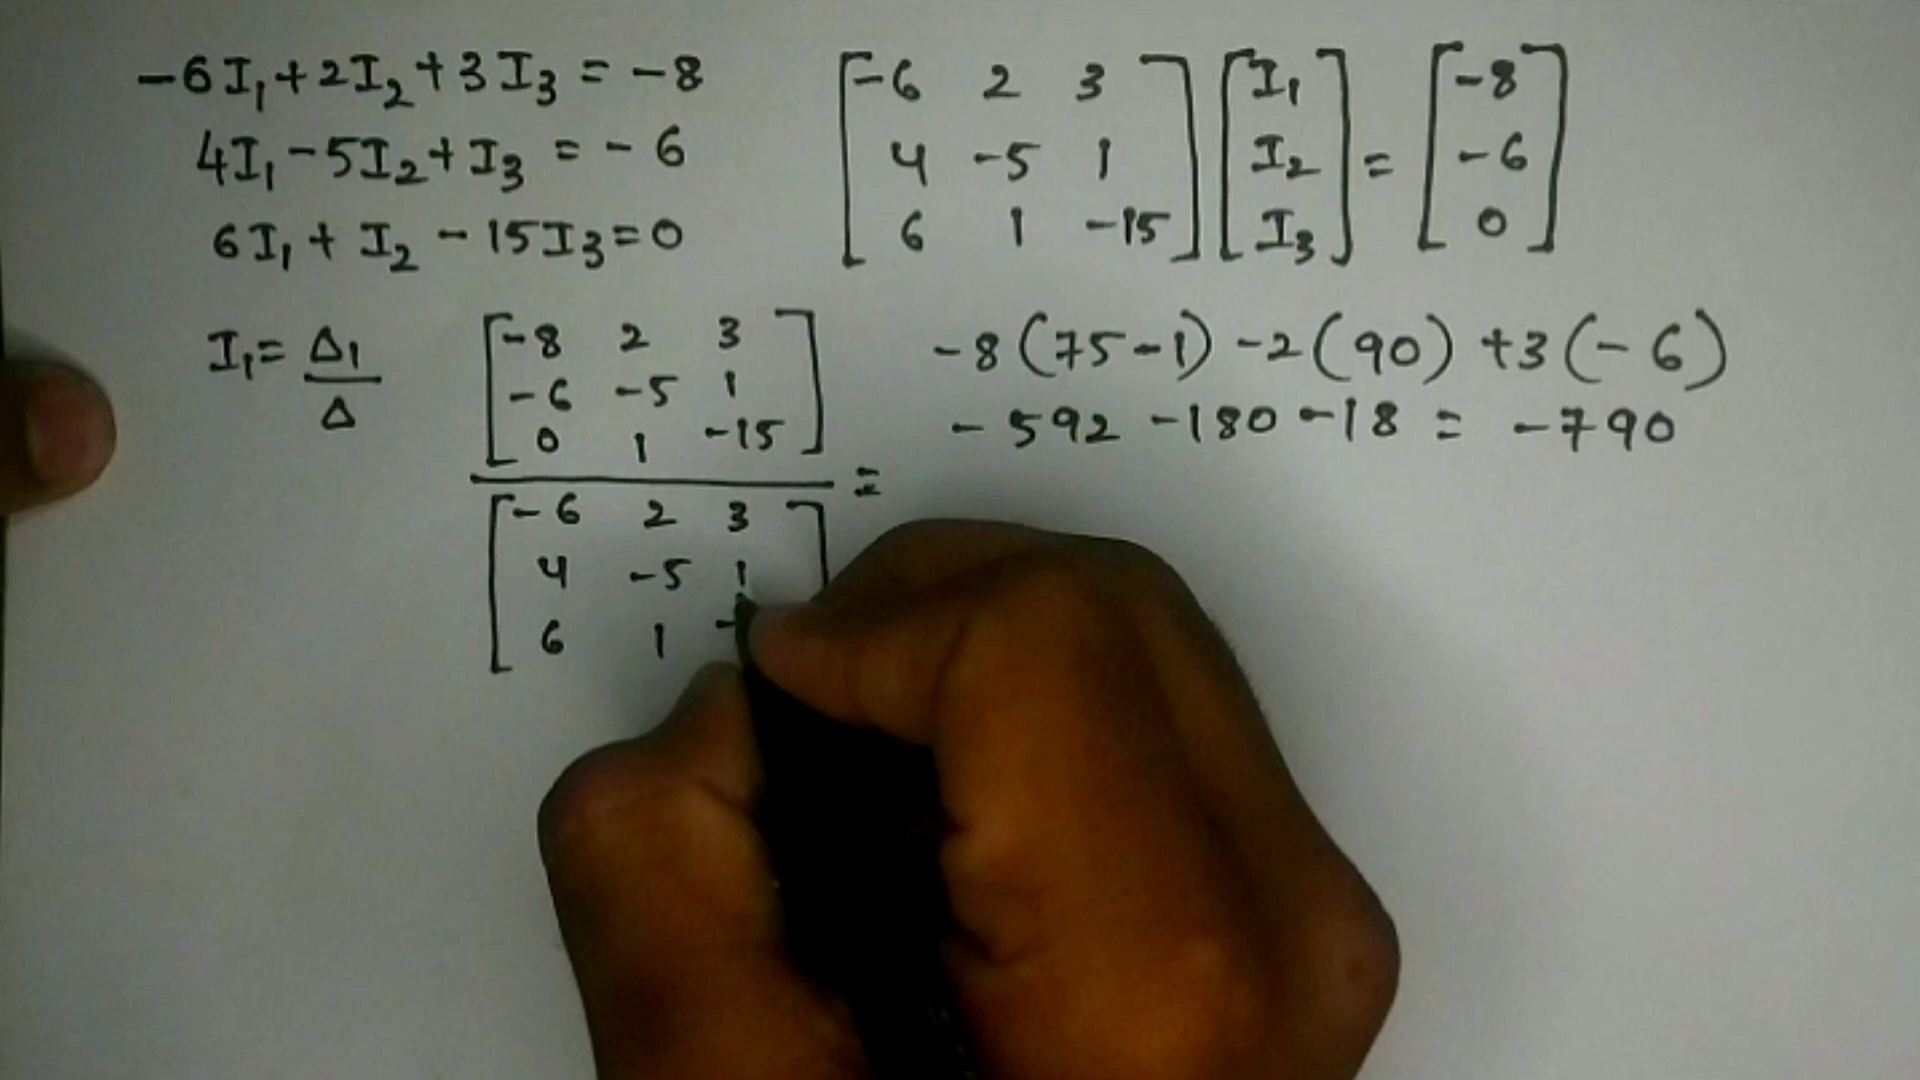 -6I₁+2I₂+3I₃ = -8
4I₁-5I₂+I₃ = -6
6I₁ + I₂ - 15I₃=0
-6 2 3
4 -5 1
6 1 -15
I₁
I₂
I₃
=
-8
-6
0
I₁= Δ₁
Δ
-8 2 3
-6 -5 1
0 1 -15
-6 2 3
4 -5 1
6 1 -
=
-8(75-1) -2(90) +3(-6)
-592 -180 -18 = -790